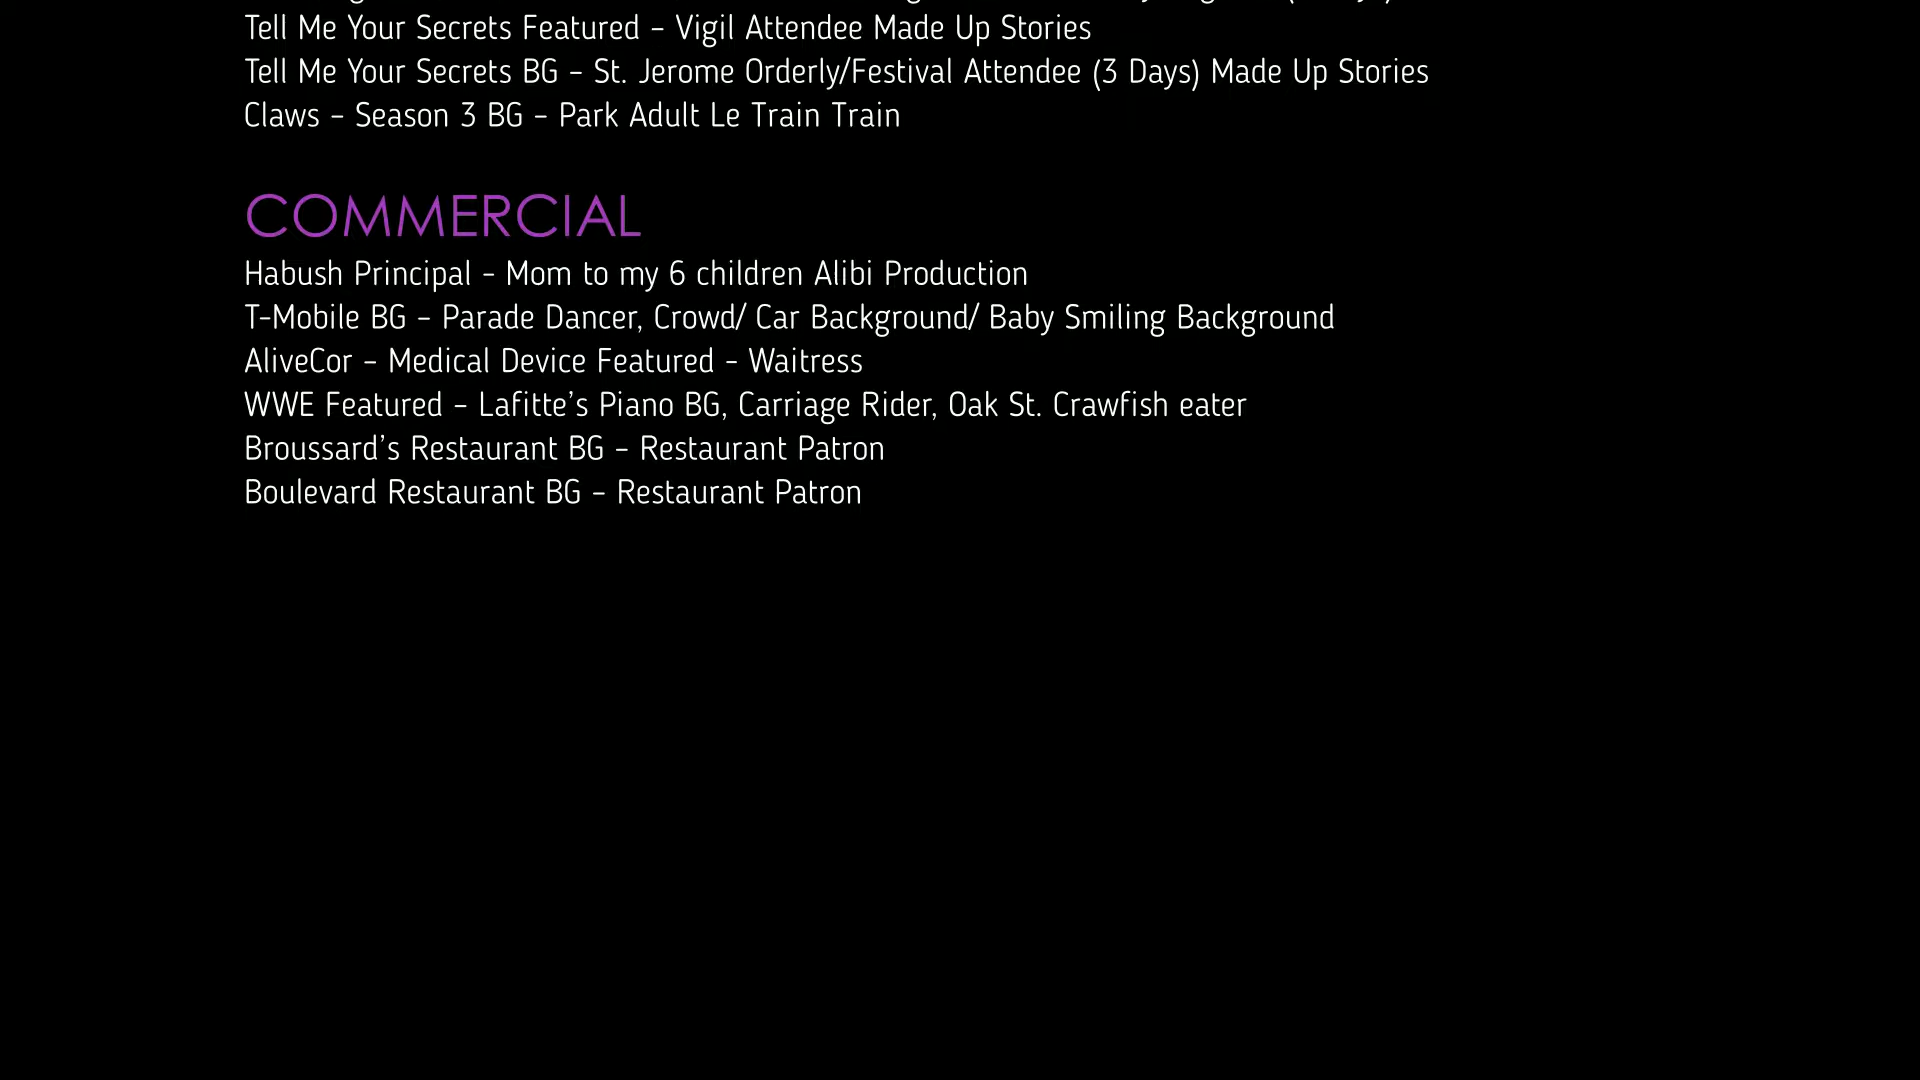 Tell Me Your Secrets Featured – Vigil Attendee Made Up Stories
Tell Me Your Secrets BG – St. Jerome Orderly/Festival Attendee (3 Days) Made Up Stories
Claws – Season 3 BG – Park Adult Le Train Train
COMMERCIAL
Habush Principal - Mom to my 6 children Alibi Production
T-Mobile BG – Parade Dancer, Crowd/ Car Background/ Baby Smiling Background
AliveCor – Medical Device Featured - Waitress
WWE Featured – Lafitte’s Piano BG, Carriage Rider, Oak St. Crawfish eater
Broussard’s Restaurant BG – Restaurant Patron
Boulevard Restaurant BG – Restaurant Patron